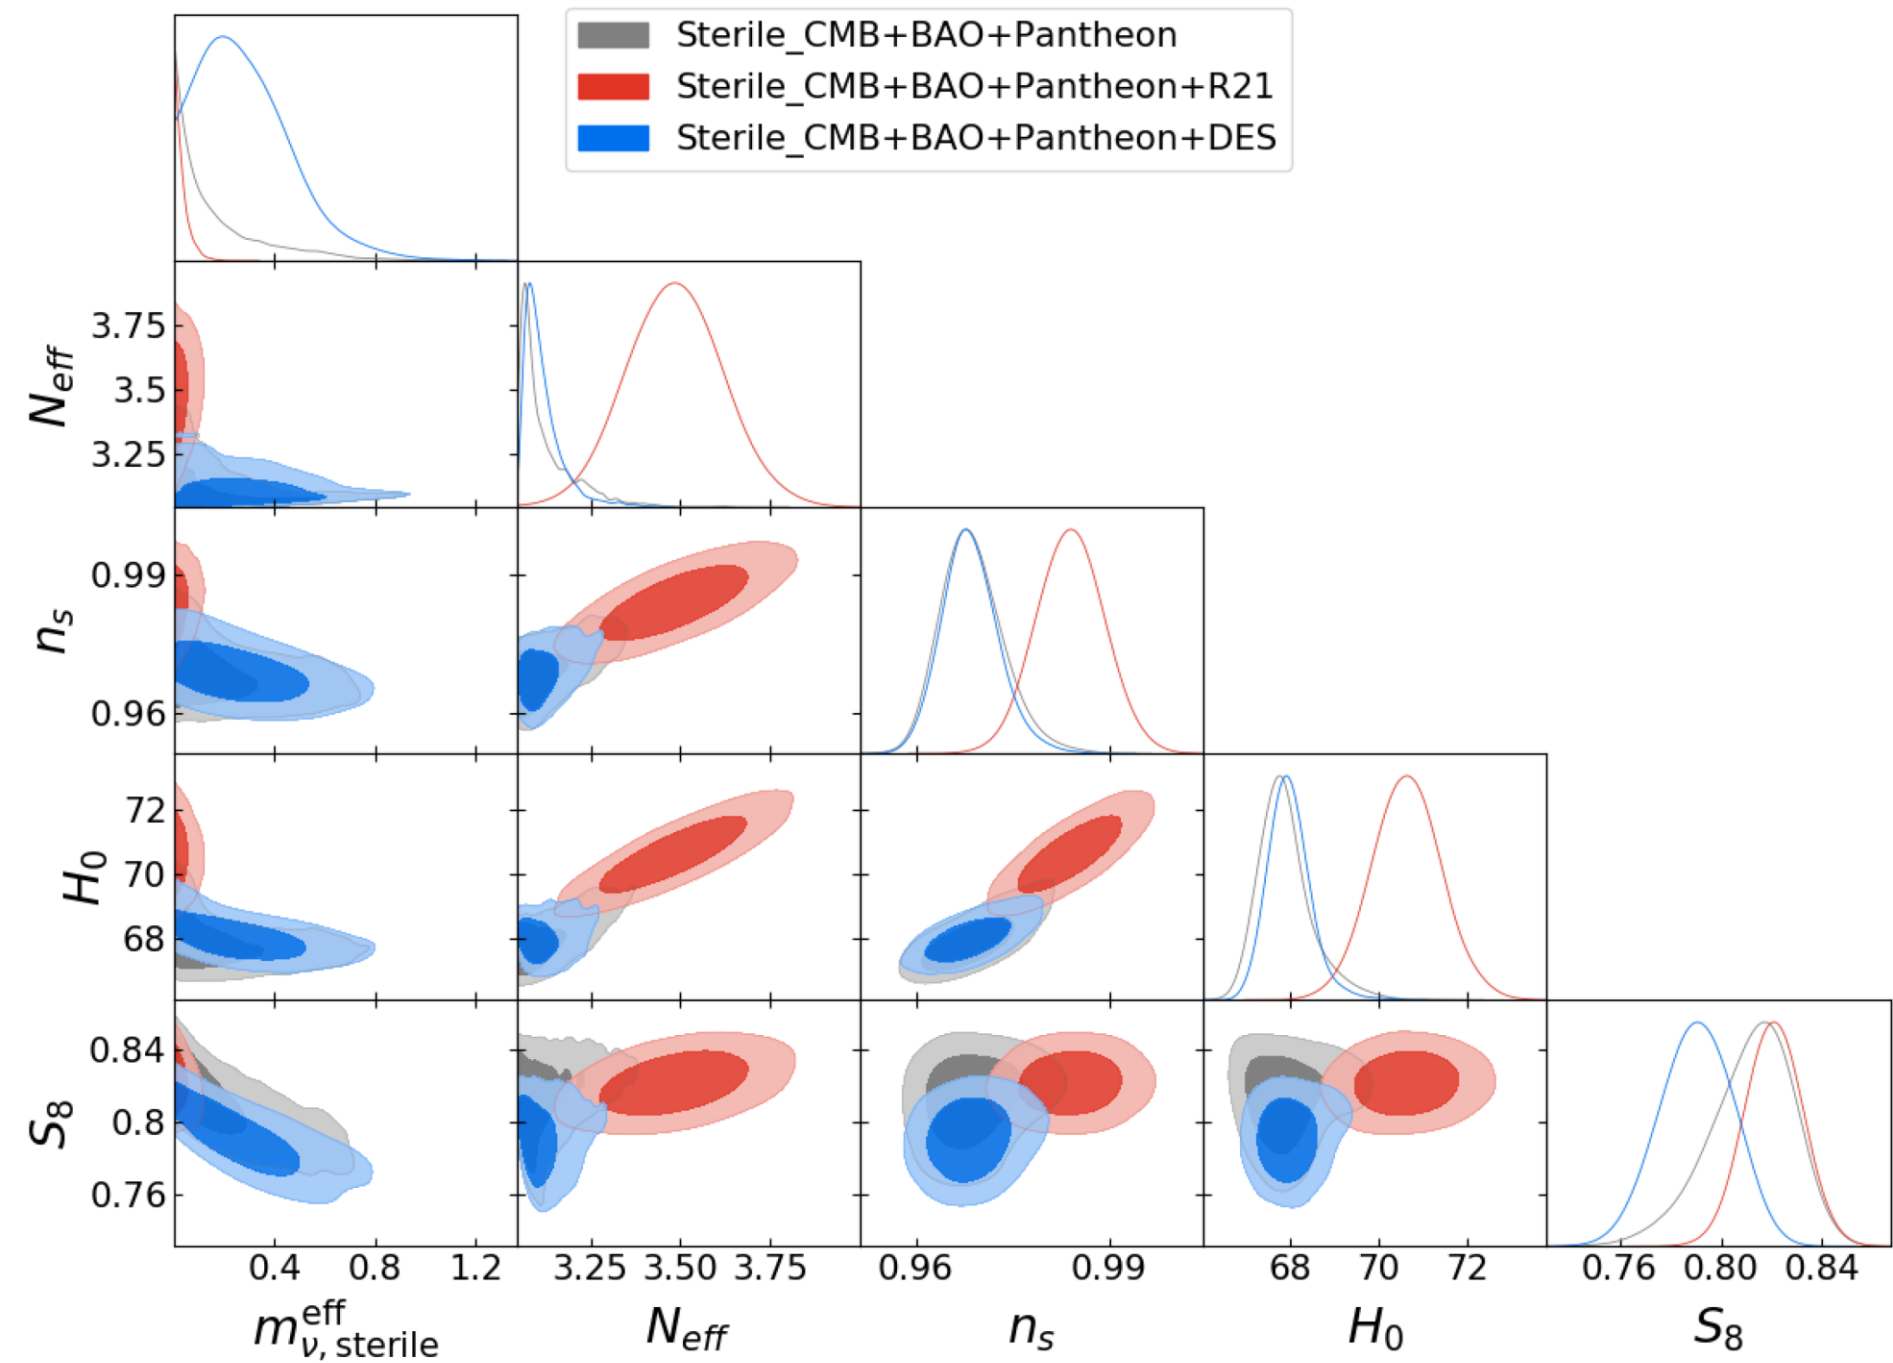 Sterile_CMB+BAO+Pantheon
Sterile_CMB+BAO+Pantheon+R21
Sterile_CMB+BAO+Pantheon+DES
N_eff
3.75
3.5
3.25
n_s
0.99
0.96
H_0
72
70
68
S_8
0.84
0.8
0.76
0.4 0.8 1.2 3.25 3.50 3.75 0.96 0.99 68 70 72 0.76 0.80 0.84
m^eff_ν, sterile N_eff n_s H_0 S_8